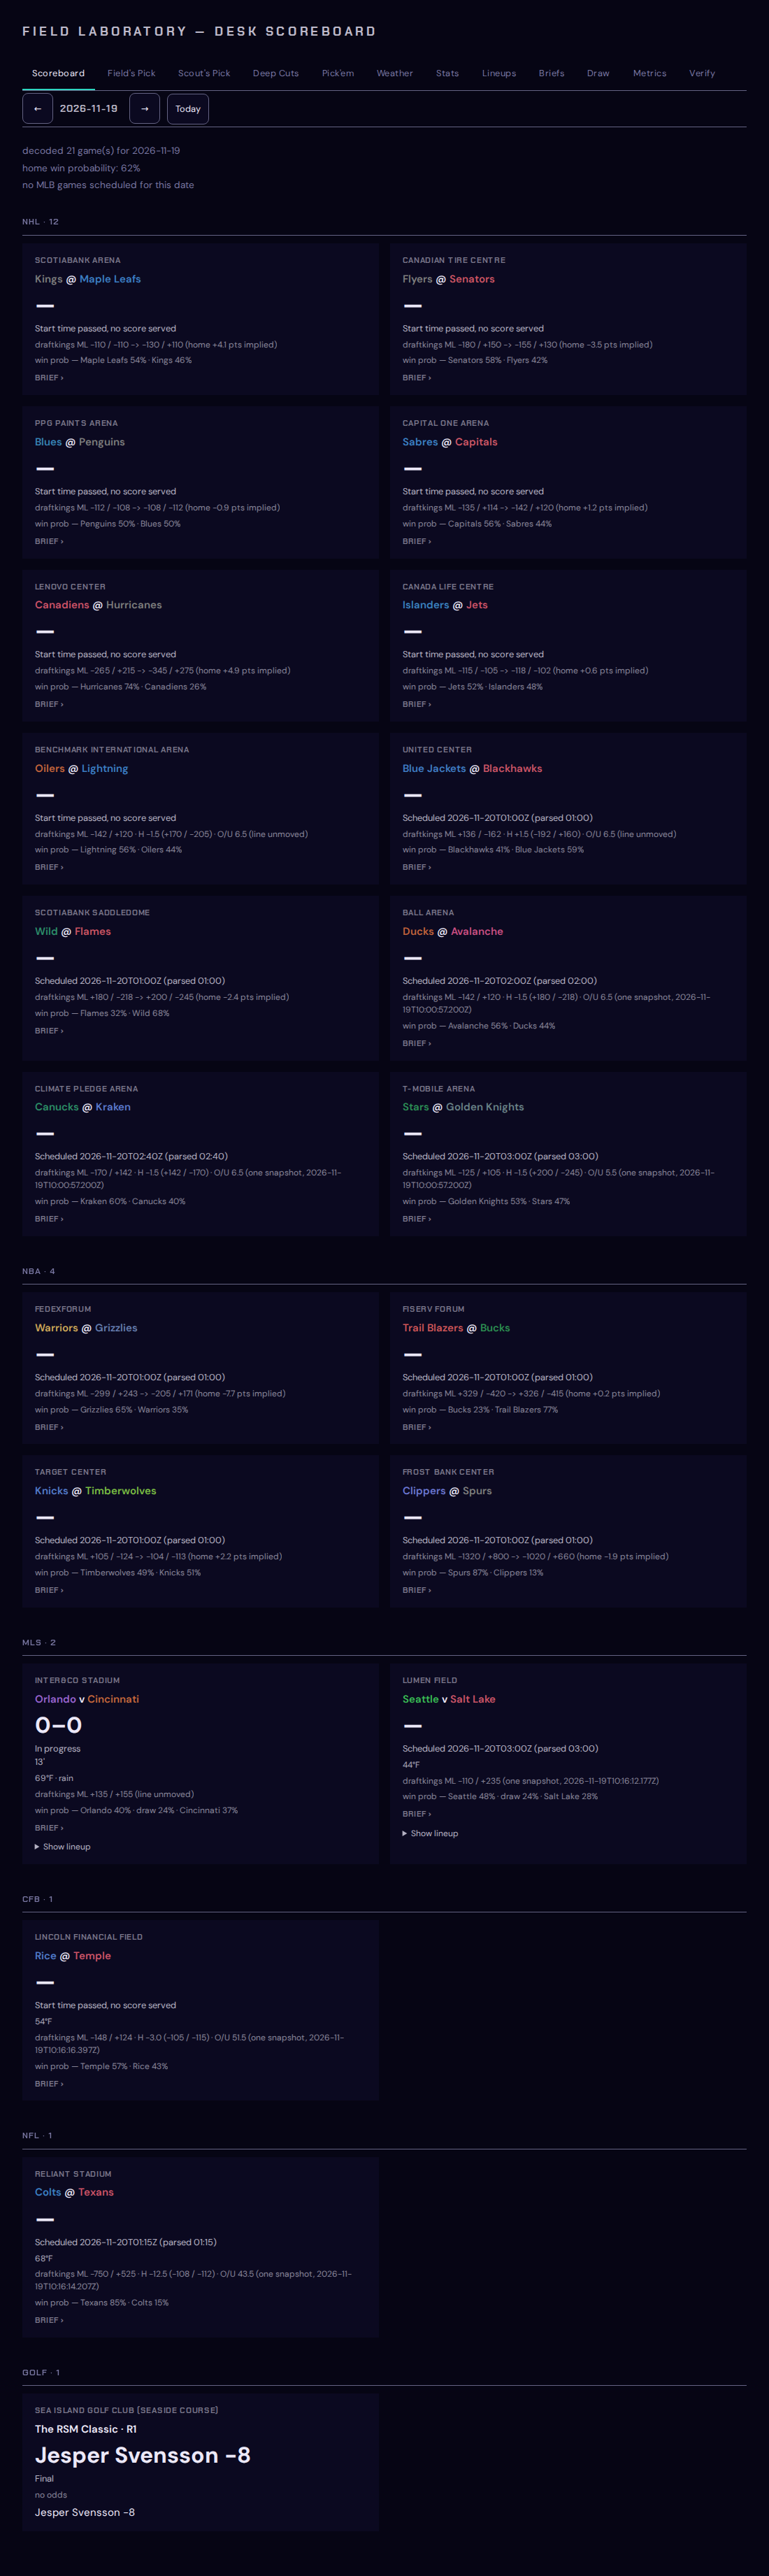 FIELD LABORATORY — DESK SCOREBOARD
Scoreboard Field's Pick Scout's Pick Deep Cuts Pick'em Weather Stats Lineups Briefs Draw Metrics Verify
← 2026-11-19 → Today
decoded 21 game(s) for 2026-11-19
home win probability: 62%
no MLB games scheduled for this date
NHL · 12
SCOTIABANK ARENA
Kings @ Maple Leafs
—
Start time passed, no score served
draftkings ML -110 / -110 -> -130 / +110 (home +4.1 pts implied)
win prob — Maple Leafs 54% · Kings 46%
BRIEF ›
CANADIAN TIRE CENTRE
Flyers @ Senators
—
Start time passed, no score served
draftkings ML -180 / +150 -> -155 / +130 (home -3.5 pts implied)
win prob — Senators 58% · Flyers 42%
BRIEF ›
PPG PAINTS ARENA
Blues @ Penguins
—
Start time passed, no score served
draftkings ML -112 / -108 -> -108 / -112 (home -0.9 pts implied)
win prob — Penguins 50% · Blues 50%
BRIEF ›
CAPITAL ONE ARENA
Sabres @ Capitals
—
Start time passed, no score served
draftkings ML -135 / +114 -> -142 / +120 (home +1.2 pts implied)
win prob — Capitals 56% · Sabres 44%
BRIEF ›
LENOVO CENTER
Canadiens @ Hurricanes
—
Start time passed, no score served
draftkings ML -265 / +215 -> -345 / +275 (home +4.9 pts implied)
win prob — Hurricanes 74% · Canadiens 26%
BRIEF ›
CANADA LIFE CENTRE
Islanders @ Jets
—
Start time passed, no score served
draftkings ML -115 / -105 -> -118 / -102 (home +0.6 pts implied)
win prob — Jets 52% · Islanders 48%
BRIEF ›
BENCHMARK INTERNATIONAL ARENA
Oilers @ Lightning
—
Start time passed, no score served
draftkings ML -142 / +120 · H -1.5 (+170 / -205) · O/U 6.5 (line unmoved)
win prob — Lightning 56% · Oilers 44%
BRIEF ›
UNITED CENTER
Blue Jackets @ Blackhawks
—
Scheduled 2026-11-20T01:00Z (parsed 01:00)
draftkings ML +136 / -162 · H +1.5 (-192 / +160) · O/U 6.5 (line unmoved)
win prob — Blackhawks 41% · Blue Jackets 59%
BRIEF ›
SCOTIABANK SADDLEDOME
Wild @ Flames
—
Scheduled 2026-11-20T01:00Z (parsed 01:00)
draftkings ML +180 / -218 -> +200 / -245 (home -2.4 pts implied)
win prob — Flames 32% · Wild 68%
BRIEF ›
BALL ARENA
Ducks @ Avalanche
—
Scheduled 2026-11-20T02:00Z (parsed 02:00)
draftkings ML -142 / +120 · H -1.5 (+180 / -218) · O/U 6.5 (one snapshot, 2026-11-
19T10:00:57.200Z)
win prob — Avalanche 56% · Ducks 44%
BRIEF ›
CLIMATE PLEDGE ARENA
Canucks @ Kraken
—
Scheduled 2026-11-20T02:40Z (parsed 02:40)
draftkings ML -170 / +142 · H -1.5 (+142 / -170) · O/U 6.5 (one snapshot, 2026-11-
19T10:00:57.200Z)
win prob — Kraken 60% · Canucks 40%
BRIEF ›
T-MOBILE ARENA
Stars @ Golden Knights
—
Scheduled 2026-11-20T03:00Z (parsed 03:00)
draftkings ML -125 / +105 · H -1.5 (+200 / -245) · O/U 5.5 (one snapshot, 2026-11-
19T10:00:57.200Z)
win prob — Golden Knights 53% · Stars 47%
BRIEF ›
NBA · 4
FEDEXFORUM
Warriors @ Grizzlies
—
Scheduled 2026-11-20T01:00Z (parsed 01:00)
draftkings ML -299 / +243 -> -205 / +171 (home -7.7 pts implied)
win prob — Grizzlies 65% · Warriors 35%
BRIEF ›
FISERV FORUM
Trail Blazers @ Bucks
—
Scheduled 2026-11-20T01:00Z (parsed 01:00)
draftkings ML +329 / -420 -> +326 / -415 (home +0.2 pts implied)
win prob — Bucks 23% · Trail Blazers 77%
BRIEF ›
TARGET CENTER
Knicks @ Timberwolves
—
Scheduled 2026-11-20T01:00Z (parsed 01:00)
draftkings ML +105 / -124 -> -104 / -113 (home +2.2 pts implied)
win prob — Timberwolves 49% · Knicks 51%
BRIEF ›
FROST BANK CENTER
Clippers @ Spurs
—
Scheduled 2026-11-20T01:00Z (parsed 01:00)
draftkings ML -1320 / +800 -> -1020 / +660 (home -1.9 pts implied)
win prob — Spurs 87% · Clippers 13%
BRIEF ›
MLS · 2
INTER&CO STADIUM
Orlando v Cincinnati
0–0
In progress
13'
69°F · rain
draftkings ML +135 / +155 (line unmoved)
win prob — Orlando 40% · draw 24% · Cincinnati 37%
BRIEF ›
▶ Show lineup
LUMEN FIELD
Seattle v Salt Lake
—
Scheduled 2026-11-20T03:00Z (parsed 03:00)
44°F
draftkings ML -110 / +235 (one snapshot, 2026-11-19T10:16:12.177Z)
win prob — Seattle 48% · draw 24% · Salt Lake 28%
BRIEF ›
▶ Show lineup
CFB · 1
LINCOLN FINANCIAL FIELD
Rice @ Temple
—
Start time passed, no score served
54°F
draftkings ML -148 / +124 · H -3.0 (-105 / -115) · O/U 51.5 (one snapshot, 2026-11-
19T10:16:16.397Z)
win prob — Temple 57% · Rice 43%
BRIEF ›
NFL · 1
RELIANT STADIUM
Colts @ Texans
—
Scheduled 2026-11-20T01:15Z (parsed 01:15)
68°F
draftkings ML -750 / +525 · H -12.5 (-108 / -112) · O/U 43.5 (one snapshot, 2026-11-
19T10:16:14.207Z)
win prob — Texans 85% · Colts 15%
BRIEF ›
GOLF · 1
SEA ISLAND GOLF CLUB (SEASIDE COURSE)
The RSM Classic · R1
Jesper Svensson -8
Final
no odds
Jesper Svensson -8